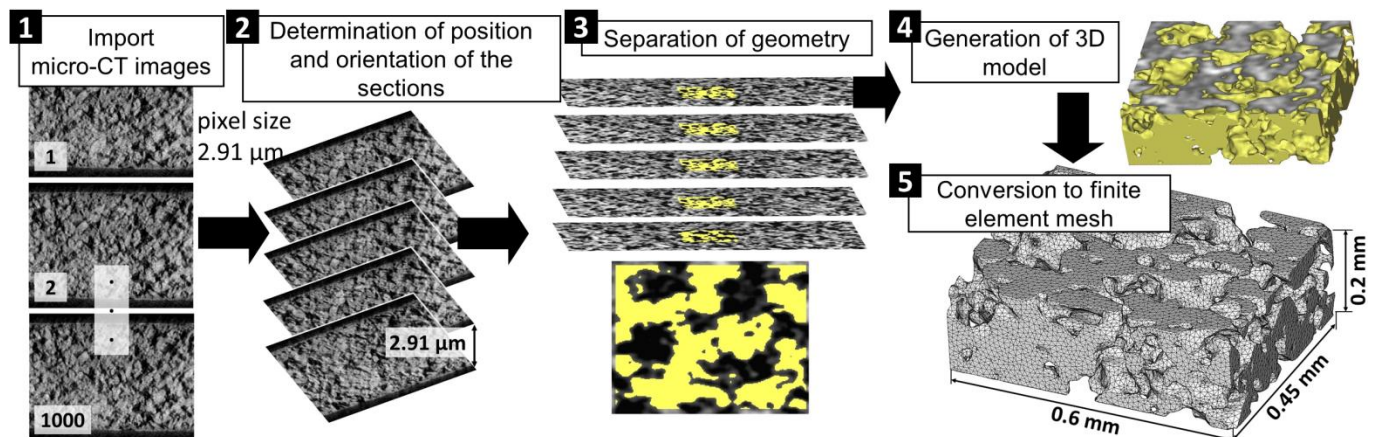 1
Import
micro-CT images
1
2
1000
2
Determination of position
and orientation of the
sections
pixel size
2.91 µm
2.91 µm
3
Separation of geometry
4
Generation of 3D
model
5
Conversion to finite
element mesh
0.2 mm
0.45 mm
0.6 mm